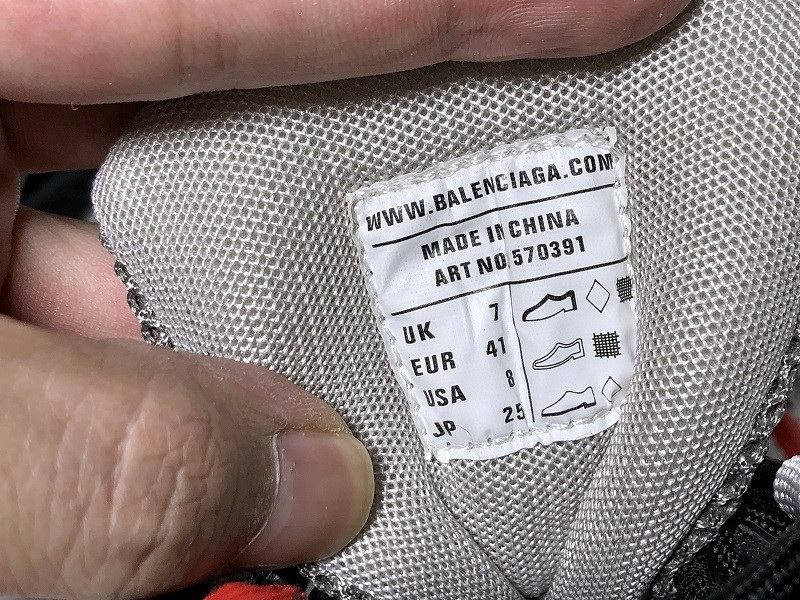 WWW.BALENCIAGA.COM
MADE IN CHINA
ART NO 570391
UK 7
EUR 41
USA 8
JP 25